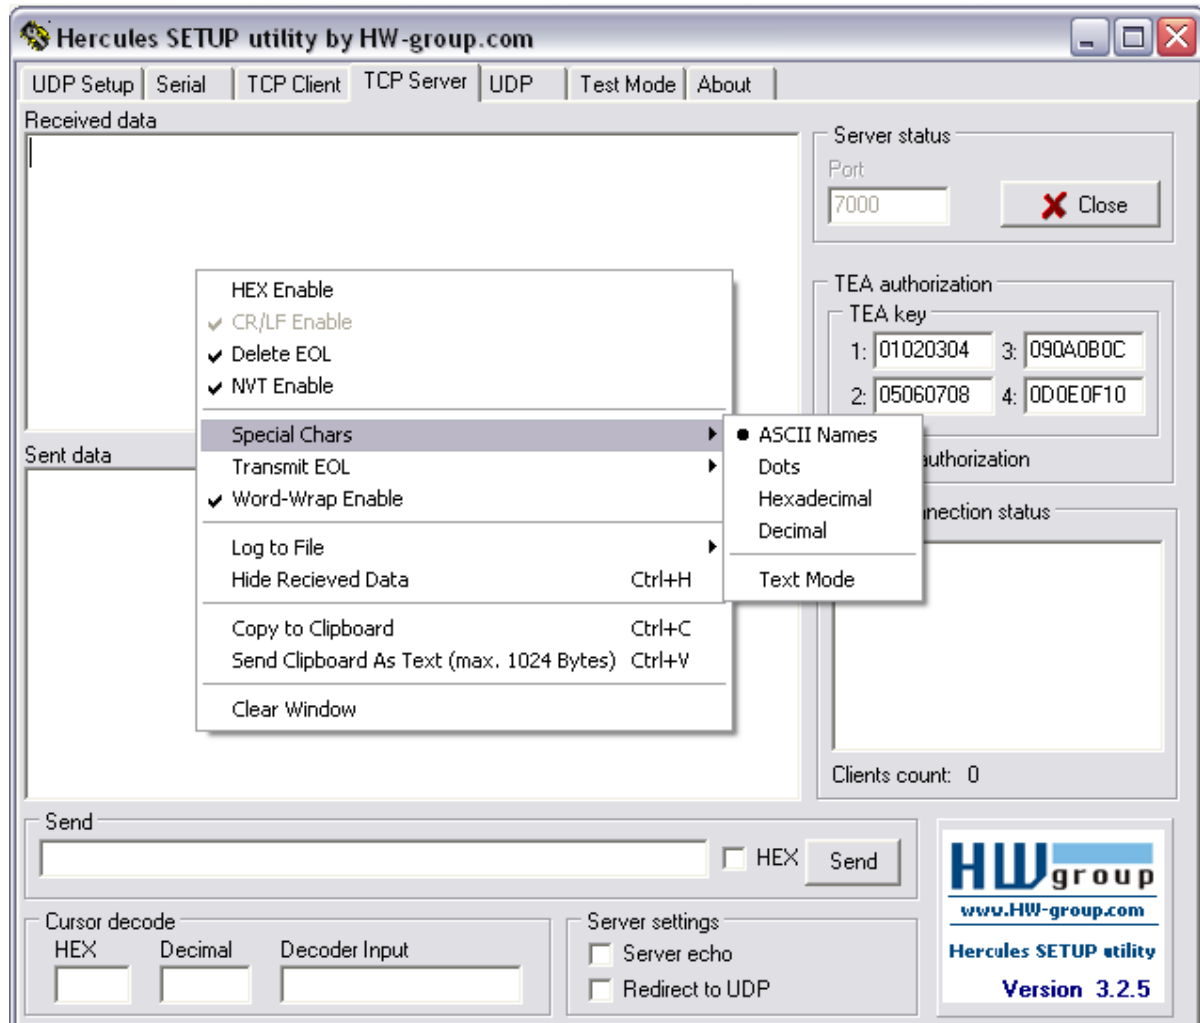 Hercules SETUP utility by HW-group.com
UDP Setup Serial TCP Client TCP Server UDP Test Mode About
Received data
Server status
Port
7000 Close
TEA authorization
TEA key
1: 01020304 3: 090A0B0C
2: 05060708 4: 0D0E0F10
HEX Enable
CR/LF Enable
Delete EOL
NVT Enable
Special Chars
Transmit EOL
Word-Wrap Enable
Log to File
Hide Recieved Data Ctrl+H
Copy to Clipboard Ctrl+C
Send Clipboard As Text (max. 1024 Bytes) Ctrl+V
Clear Window
ASCII Names
Dots
Hexadecimal
Decimal
Text Mode
Sent data
status
Clients count: 0
Send
HEX Send
Cursor decode
HEX Decimal Decoder Input
Server settings
Server echo
Redirect to UDP
HW group
www.HW-group.com
Hercules SETUP utility
Version 3.2.5